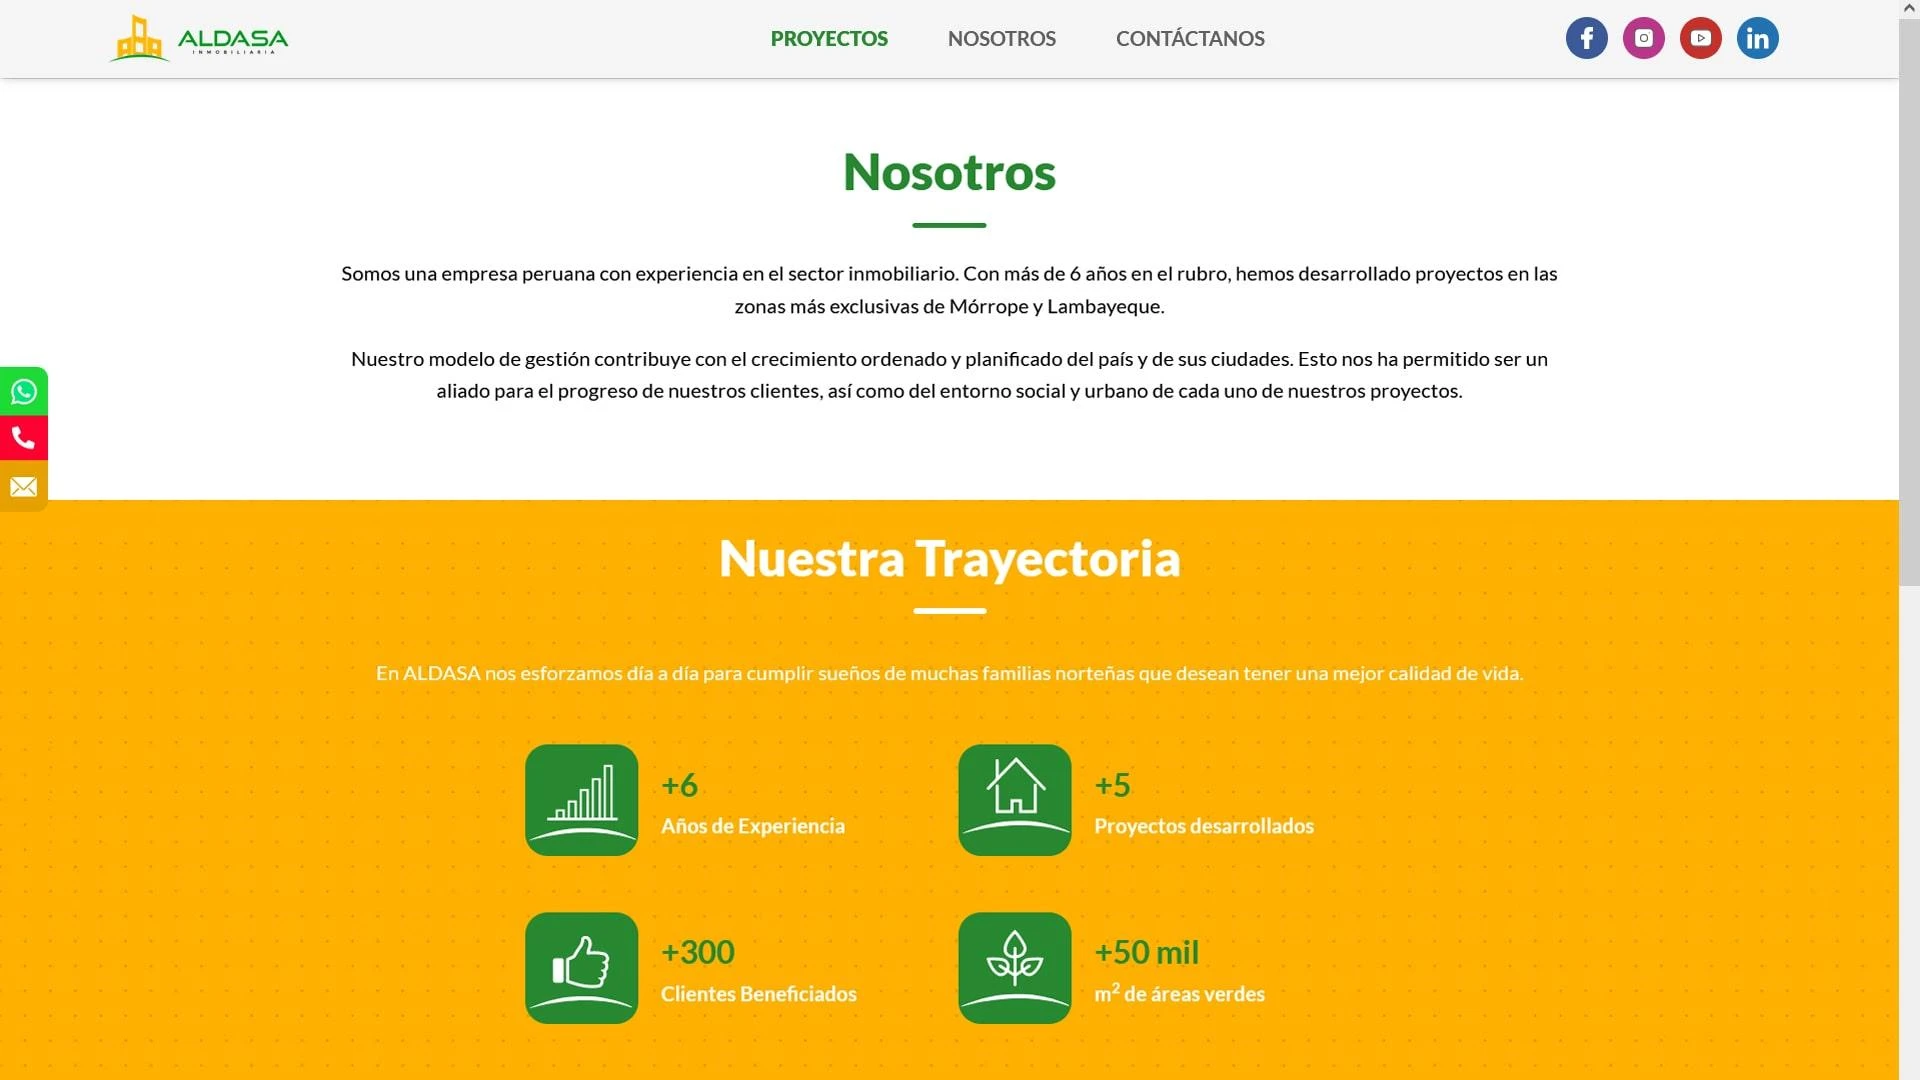 ALDASA
INMOBILIARIA
PROYECTOS
NOSOTROS
CONTÁCTANOS
Nosotros
Somos una empresa peruana con experiencia en el sector inmobiliario. Con más de 6 años en el rubro, hemos desarrollado proyectos en las
zonas más exclusivas de Mórrope y Lambayeque.
Nuestro modelo de gestión contribuye con el crecimiento ordenado y planificado del país y de sus ciudades. Esto nos ha permitido ser un
aliado para el progreso de nuestros clientes, así como del entorno social y urbano de cada uno de nuestros proyectos.
Nuestra Trayectoria
En ALDASA nos esforzamos día a día para cumplir sueños de muchas familias norteñas que desean tener una mejor calidad de vida.
+6
Años de Experiencia
+5
Proyectos desarrollados
+300
Clientes Beneficiados
+50 mil
m² de áreas verdes